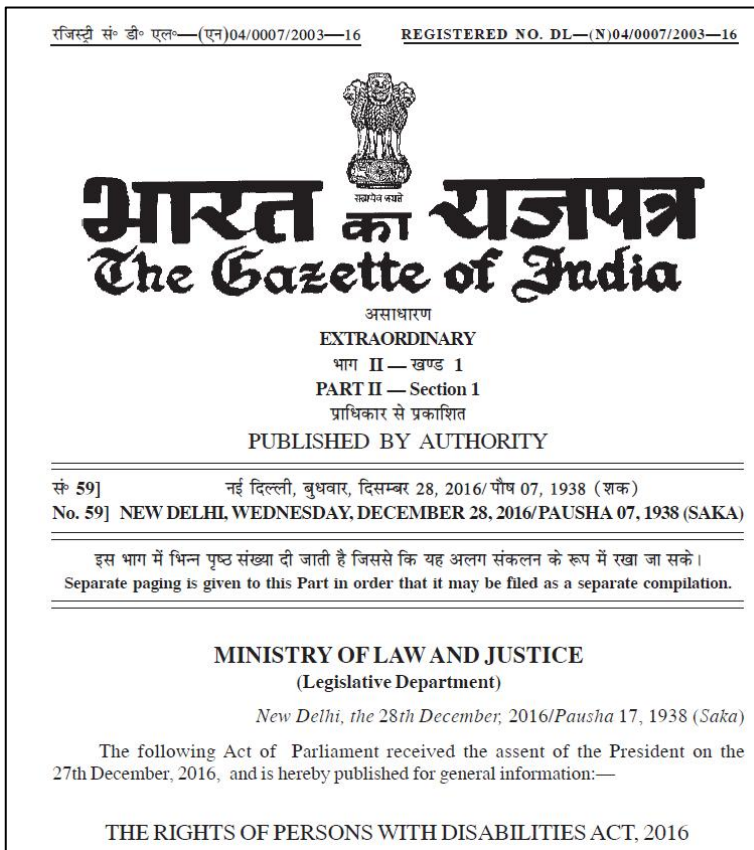 रजिस्ट्री सं॰ डी॰ एल॰—(एन)04/0007/2003—16 REGISTERED NO. DL—(N)04/0007/2003—16
सत्यमेव जयते
भारत का राजपत्र
The Gazette of India
असाधारण
EXTRAORDINARY
भाग II — खण्ड 1
PART II — Section 1
प्राधिकार से प्रकाशित
PUBLISHED BY AUTHORITY
सं॰ 59] नई दिल्ली, बुधवार, दिसम्बर 28, 2016/ पौष 07, 1938 (शक)
No. 59] NEW DELHI, WEDNESDAY, DECEMBER 28, 2016/PAUSHA 07, 1938 (SAKA)
इस भाग में भिन्न पृष्ठ संख्या दी जाती है जिससे कि यह अलग संकलन के रूप में रखा जा सके।
Separate paging is given to this Part in order that it may be filed as a separate compilation.
MINISTRY OF LAW AND JUSTICE
(Legislative Department)
New Delhi, the 28th December, 2016/Pausha 17, 1938 (Saka)
The following Act of Parliament received the assent of the President on the
27th December, 2016, and is hereby published for general information:—
THE RIGHTS OF PERSONS WITH DISABILITIES ACT, 2016